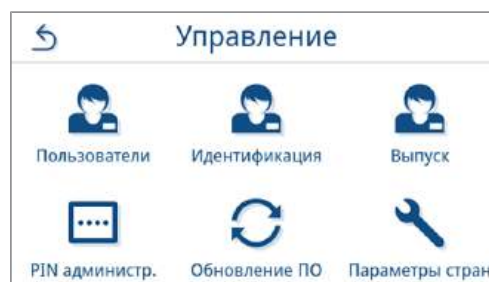 Управление
Пользователи Идентификация Выпуск
PIN администр. Обновление ПО Параметры стран